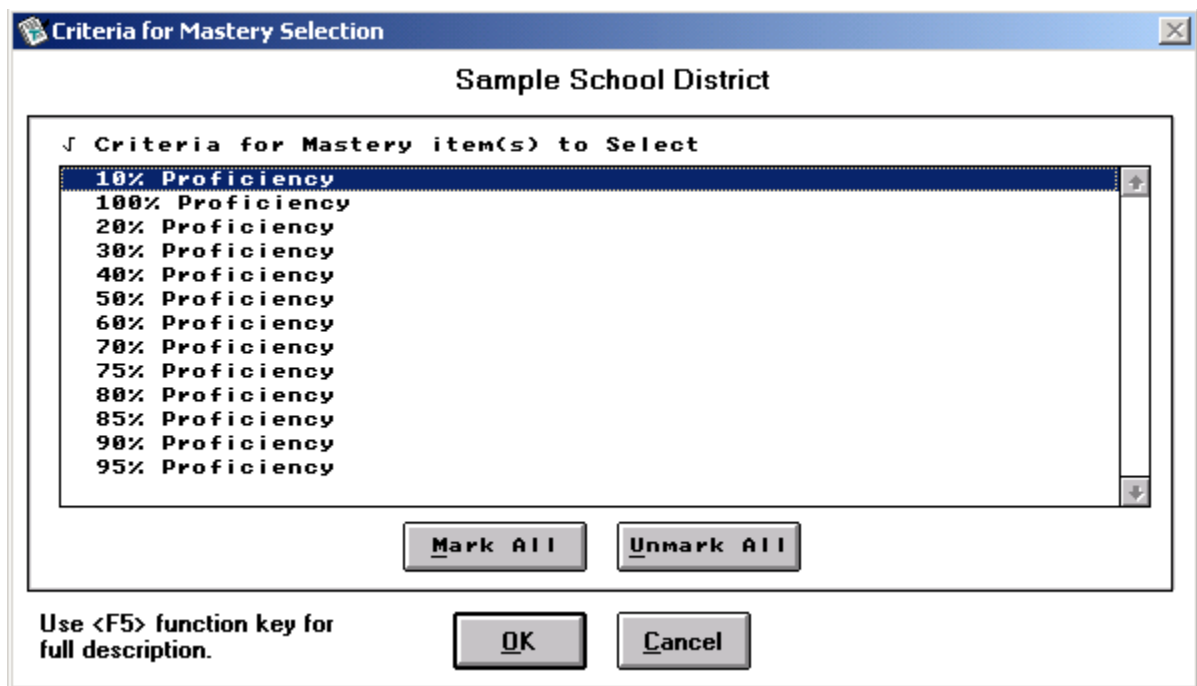 Criteria for Mastery Selection
Sample School District
√ Criteria for Mastery item(s) to Select
10% Proficiency
100% Proficiency
20% Proficiency
30% Proficiency
40% Proficiency
50% Proficiency
60% Proficiency
70% Proficiency
75% Proficiency
80% Proficiency
85% Proficiency
90% Proficiency
95% Proficiency
Mark All Unmark All
Use <F5> function key for
full description.
OK Cancel